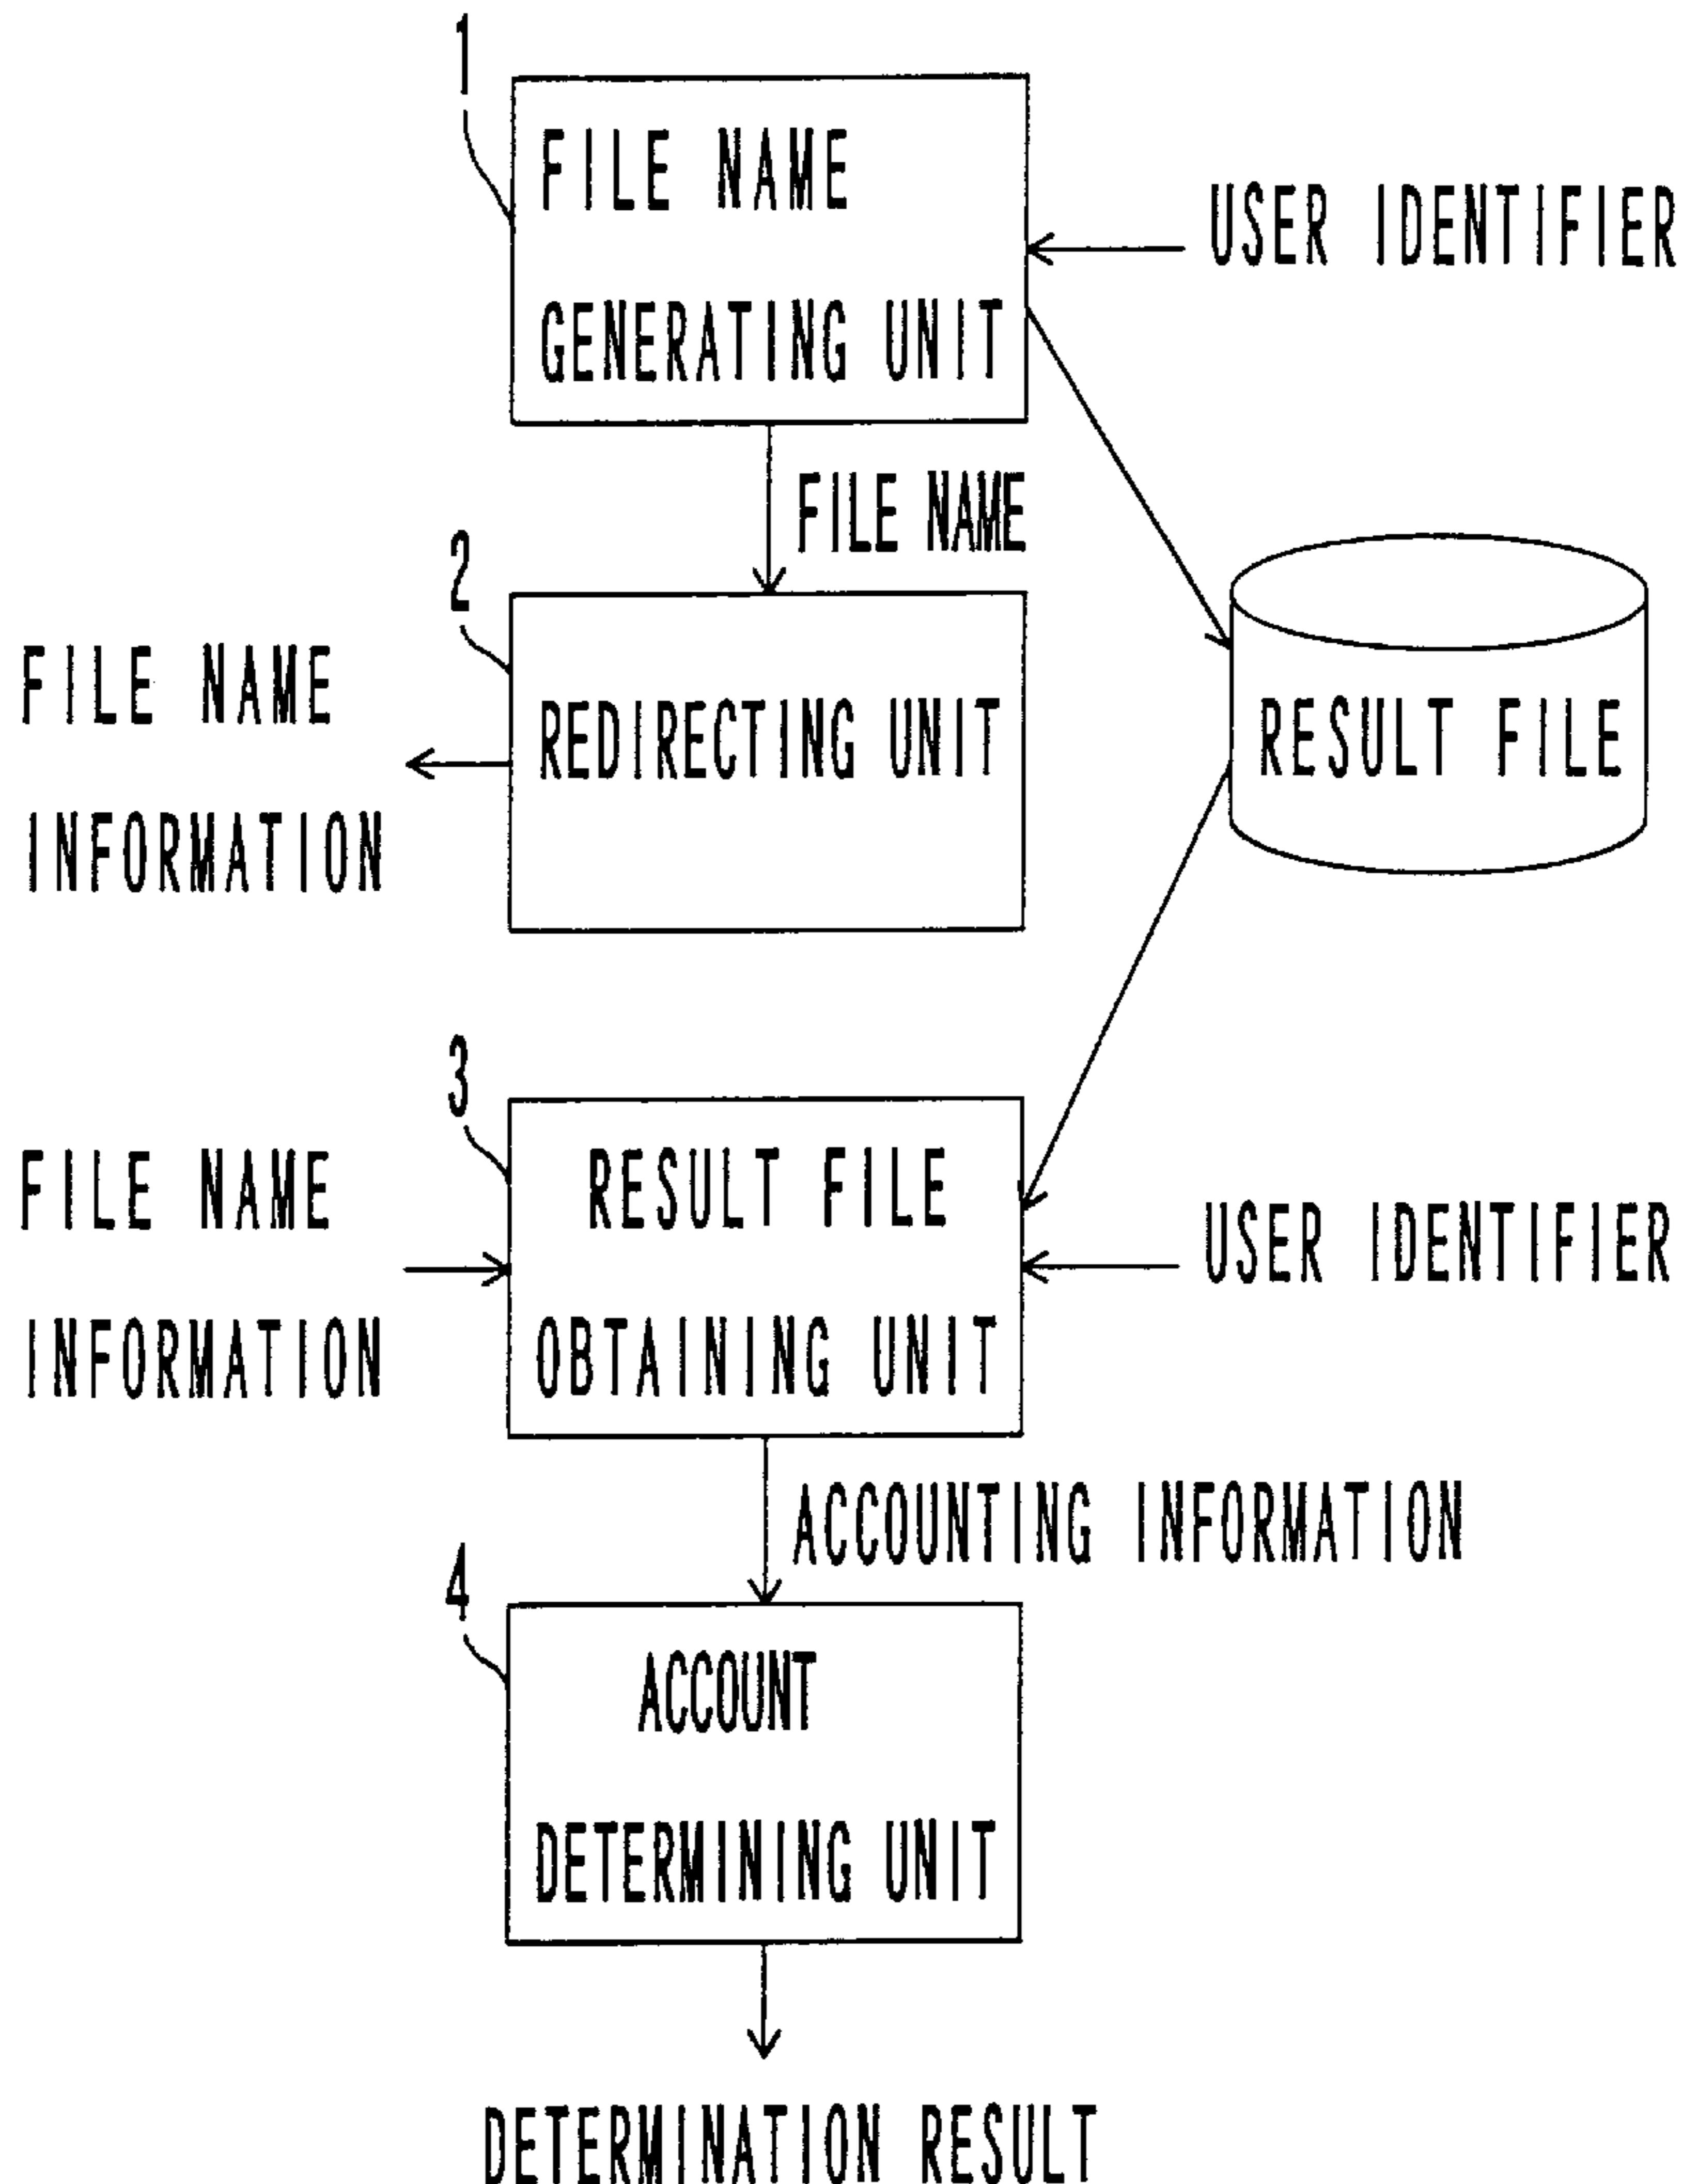 1
FILE NAME
GENERATING UNIT
USER IDENTIFIER
FILE NAME
2
REDIRECTING UNIT
FILE NAME
INFORMATION
RESULT FILE
3
RESULT FILE
OBTAINING UNIT
FILE NAME
INFORMATION
USER IDENTIFIER
ACCOUNTING INFORMATION
4
ACCOUNT
DETERMINING UNIT
DETERMINATION RESULT